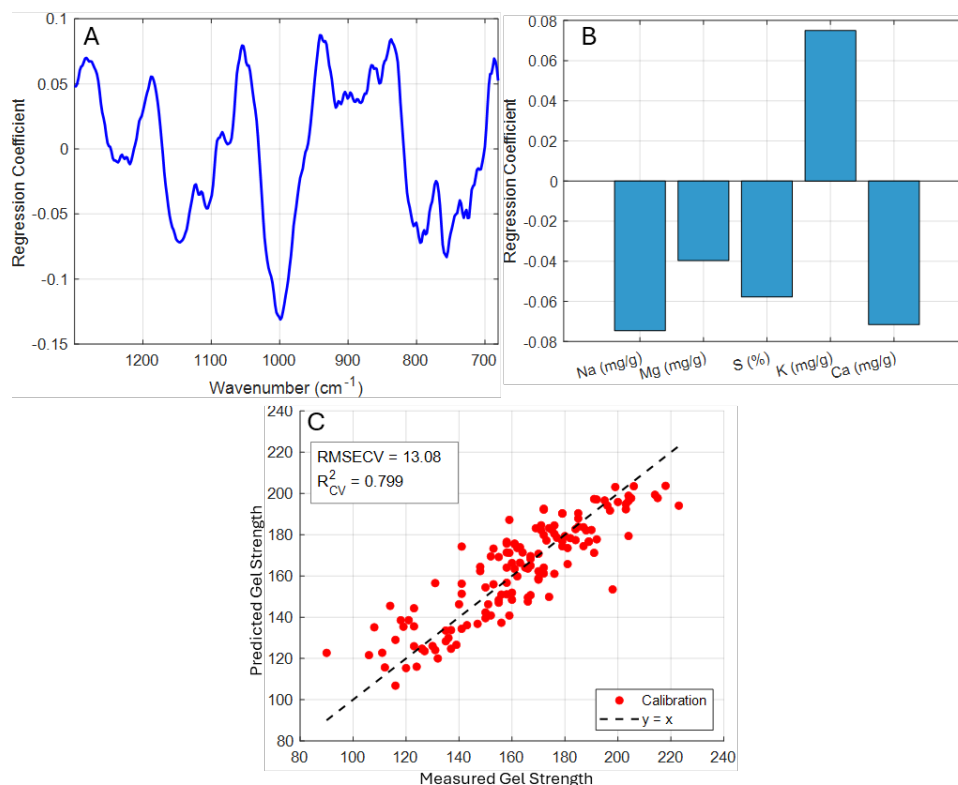 A
0.1
0.05
0
-0.05
-0.1
-0.15
Regression Coefficient
1200 1100 1000 900 800 700
Wavenumber (cm-1)
B
0.08
0.06
0.04
0.02
0
-0.02
-0.04
-0.06
-0.08
Regression Coefficient
Na (mg/g) Mg (mg/g) S (%) K (mg/g) Ca (mg/g)
C
RMSECV = 13.08
R2CV = 0.799
240
220
200
180
160
140
120
100
80
Predicted Gel Strength
Calibration
y = x
80 100 120 140 160 180 200 220 240
Measured Gel Strength